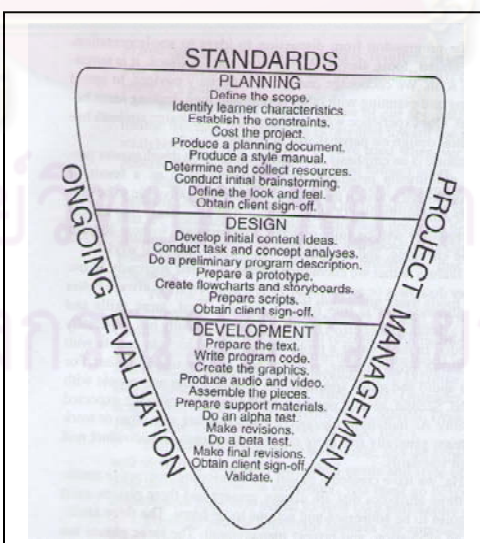 STANDARDS
PLANNING
Define the scope.
Identify learner characteristics.
Establish the constraints.
Cost the project.
Produce a planning document.
Produce a style manual.
Determine and collect resources.
Conduct initial brainstorming.
Define the look and feel.
Obtain client sign-off.
DESIGN
Develop initial content ideas.
Conduct task and concept analyses.
Do a preliminary program description.
Prepare a prototype.
Create flowcharts and storyboards.
Prepare scripts.
Obtain client sign-off.
DEVELOPMENT
Prepare the text.
Write program code.
Create the graphics.
Produce audio and video.
Assemble the pieces.
Prepare support materials.
Do an alpha test.
Make revisions.
Do a beta test.
Make final revisions.
Obtain client sign-off.
Validate.
ONGOING EVALUATION
PROJECT MANAGEMENT